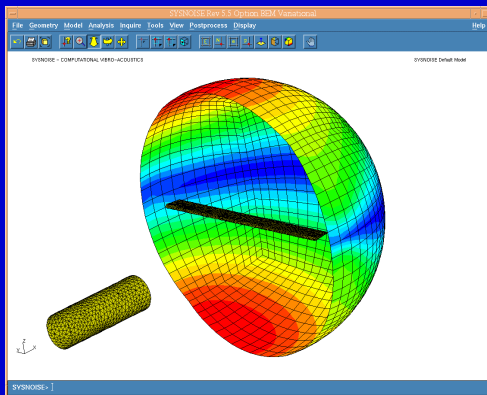 SYSNOISE Rev 5.5 Option BEM Variational
File Geometry Model Analysis Inquire Tools View Postprocess Display Help
SYSNOISE - COMPUTATIONAL VIBRO-ACOUSTICS
SYSNOISE Default Model
Z
Y X
SYSNOISE>